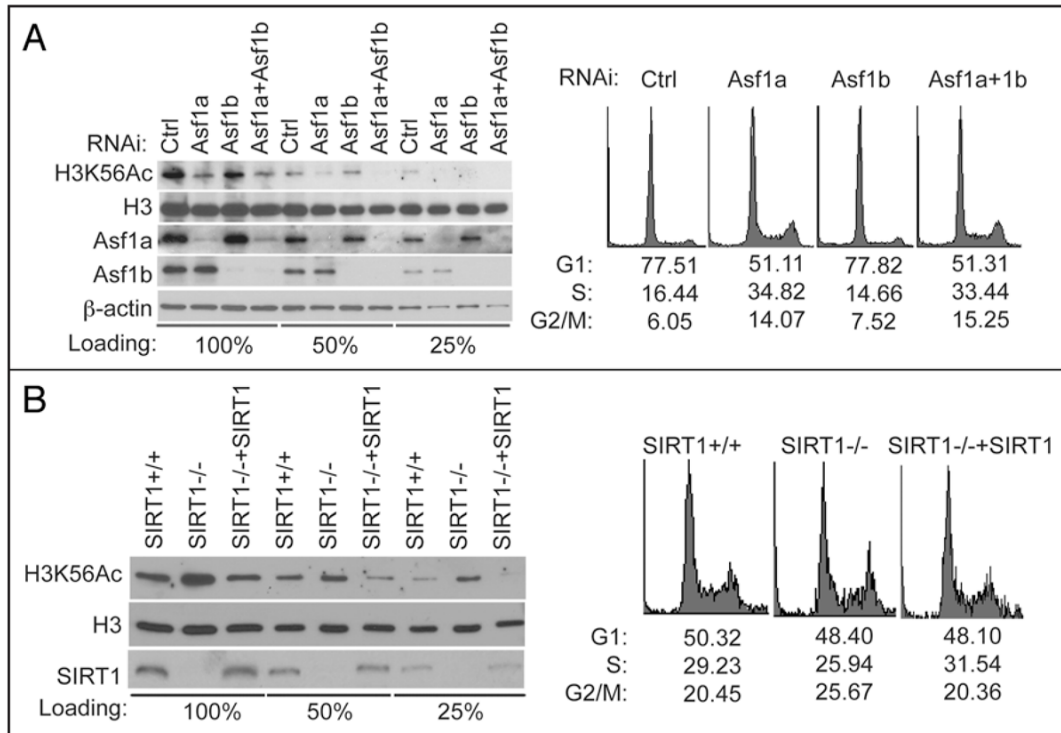 A
RNAi: Ctrl Asf1a Asf1b Asf1a+Asf1b Ctrl Asf1a Asf1b Asf1a+Asf1b Ctrl Asf1a Asf1b Asf1a+Asf1b
H3K56Ac
H3
Asf1a
Asf1b
β-actin
Loading: 100% 50% 25%
RNAi: Ctrl Asf1a Asf1b Asf1a+1b
G1: 77.51 51.11 77.82 51.31
S: 16.44 34.82 14.66 33.44
G2/M: 6.05 14.07 7.52 15.25
B
SIRT1+/+ SIRT1-/- SIRT1-/-+SIRT1 SIRT1+/+ SIRT1-/- SIRT1-/-+SIRT1 SIRT1+/+ SIRT1-/- SIRT1-/-+SIRT1
H3K56Ac
H3
SIRT1
Loading: 100% 50% 25%
SIRT1+/+ SIRT1-/- SIRT1-/-+SIRT1
G1: 50.32 48.40 48.10
S: 29.23 25.94 31.54
G2/M: 20.45 25.67 20.36